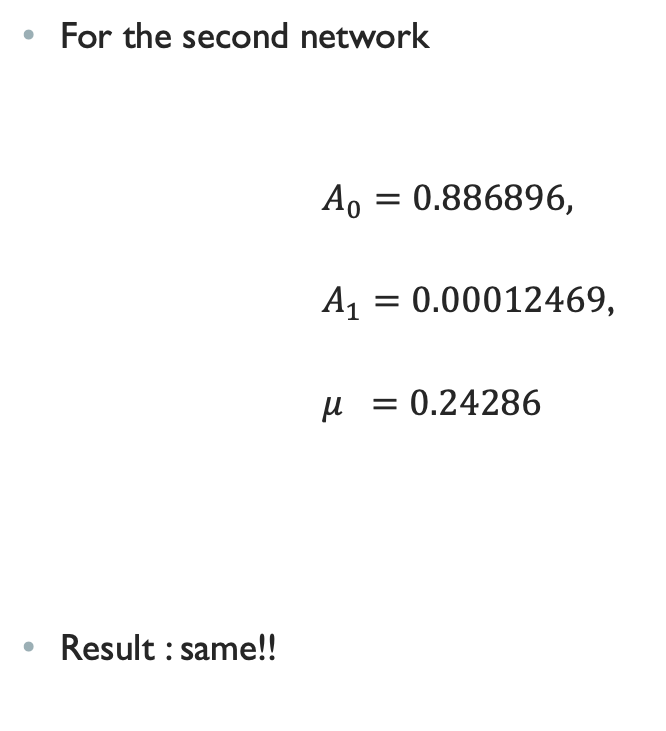 • For the second network
A₀ = 0.886896,
A₁ = 0.00012469,
μ = 0.24286
• Result : same!!